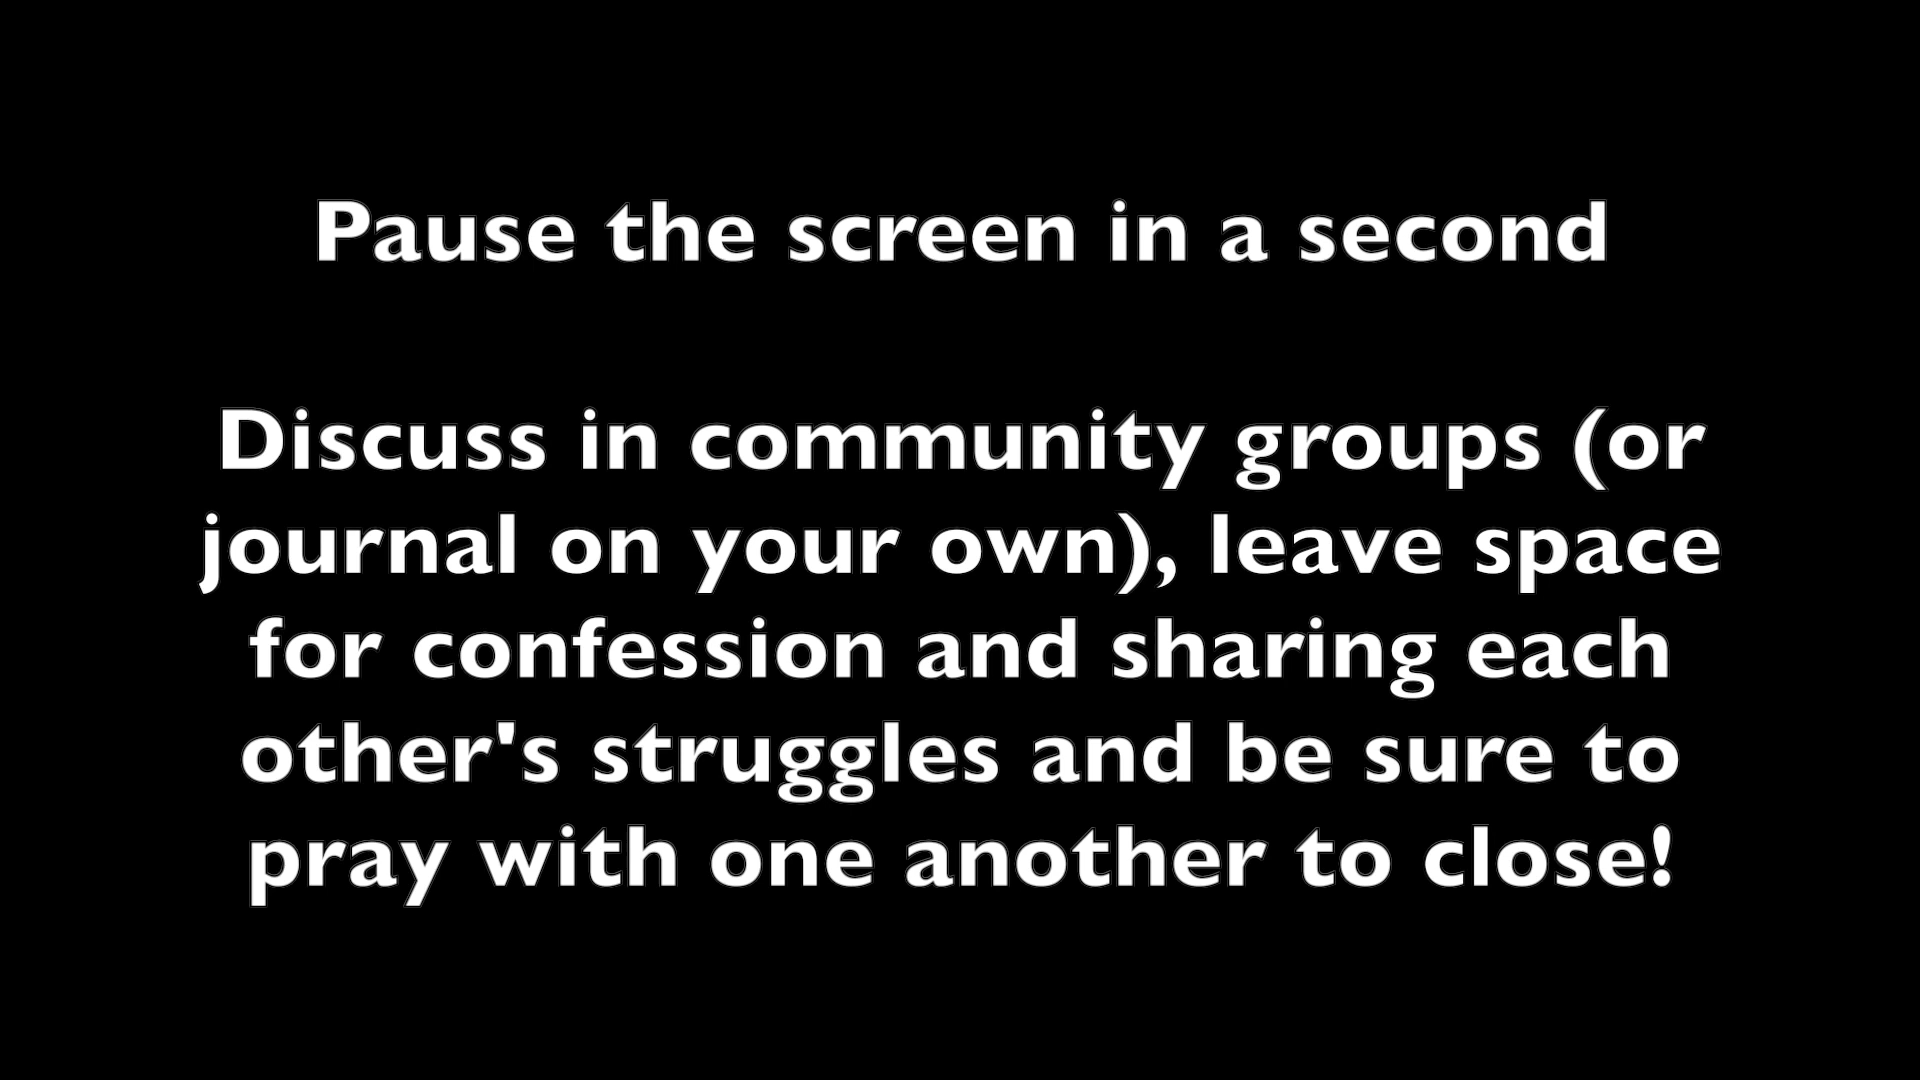 Pause the screen in a second
Discuss in community groups (or
journal on your own), leave space
for confession and sharing each
other's struggles and be sure to
pray with one another to close!